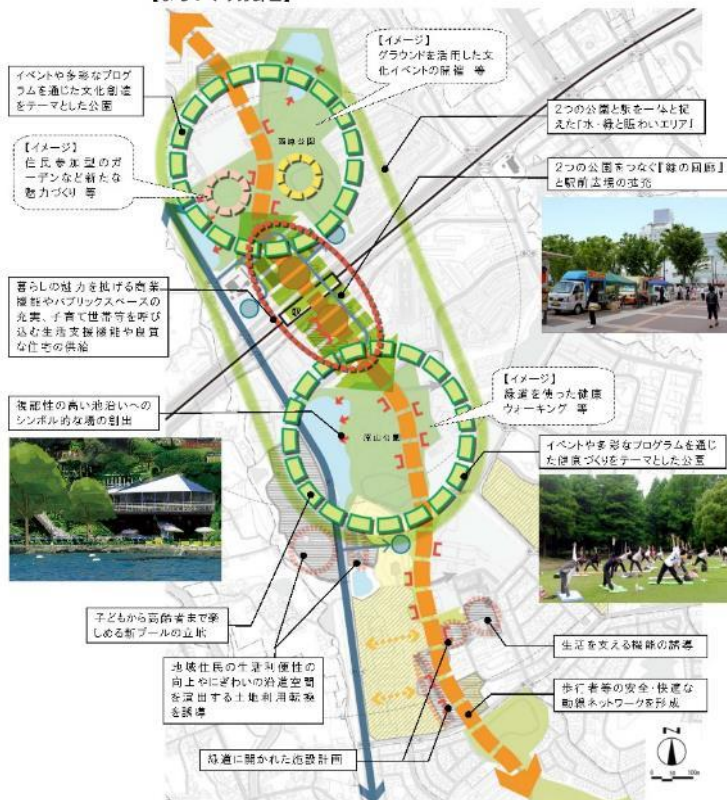 イベントや多彩なプログ
ラムを通じた文化創造
をテーマとした公園
【イメージ】
グラウンドを活用した文
化イベントの開催 等
【イメージ】
住民参加型のガ
ーデンなど新たな
魅力づくり 等
2つの公園と駅を一体と捉
えた「水・緑と賑わいエリア」
2つの公園をつなぐ『緑の回廊』
と駅前広場の拡充
暮らしの魅力を拡げる商業
機能やパブリックスペースの
充実、子育て世帯等を呼び
込む生活支援機能や良質
な住宅の供給
駅
視認性の高い池沿いへの
シンボル的な場の創出
【イメージ】
緑道を使った健康
ウォーキング 等
原山公園
イベントや多彩なプログラムを通じ
た健康づくりをテーマとした公園
子どもから高齢者まで楽
しめる新プールの立地
地域住民の生活利便性の
向上やにぎわいの沿道空間
を演出する土地利用転換
を誘導
生活を支える機能の誘導
歩行者等の安全・快適な
動線ネットワークを形成
緑道に開かれた施設計画
N
0 50 100m